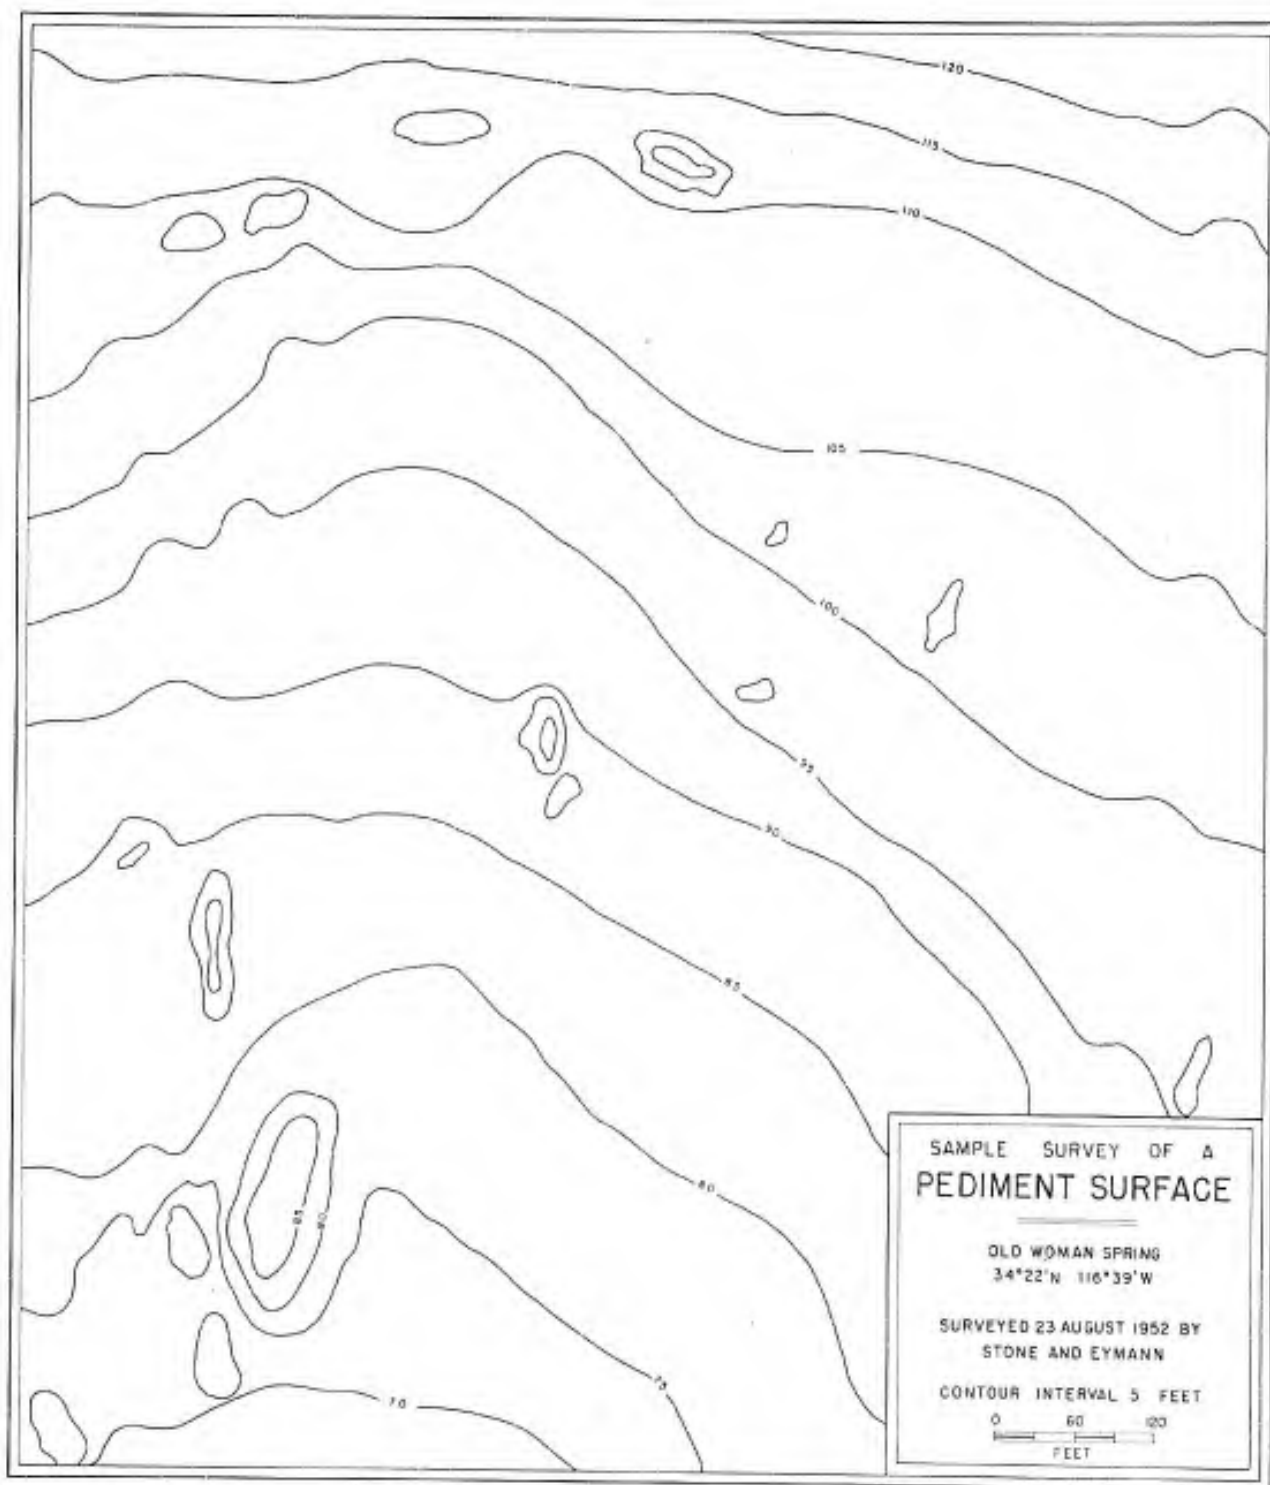 120
115
110
105
100
95
90
85
80
85 80
75
70
SAMPLE SURVEY OF A
PEDIMENT SURFACE
OLD WOMAN SPRING
34°22'N 116°39'W
SURVEYED 23 AUGUST 1952 BY
STONE AND EYMANN
CONTOUR INTERVAL 5 FEET
0 60 120
FEET